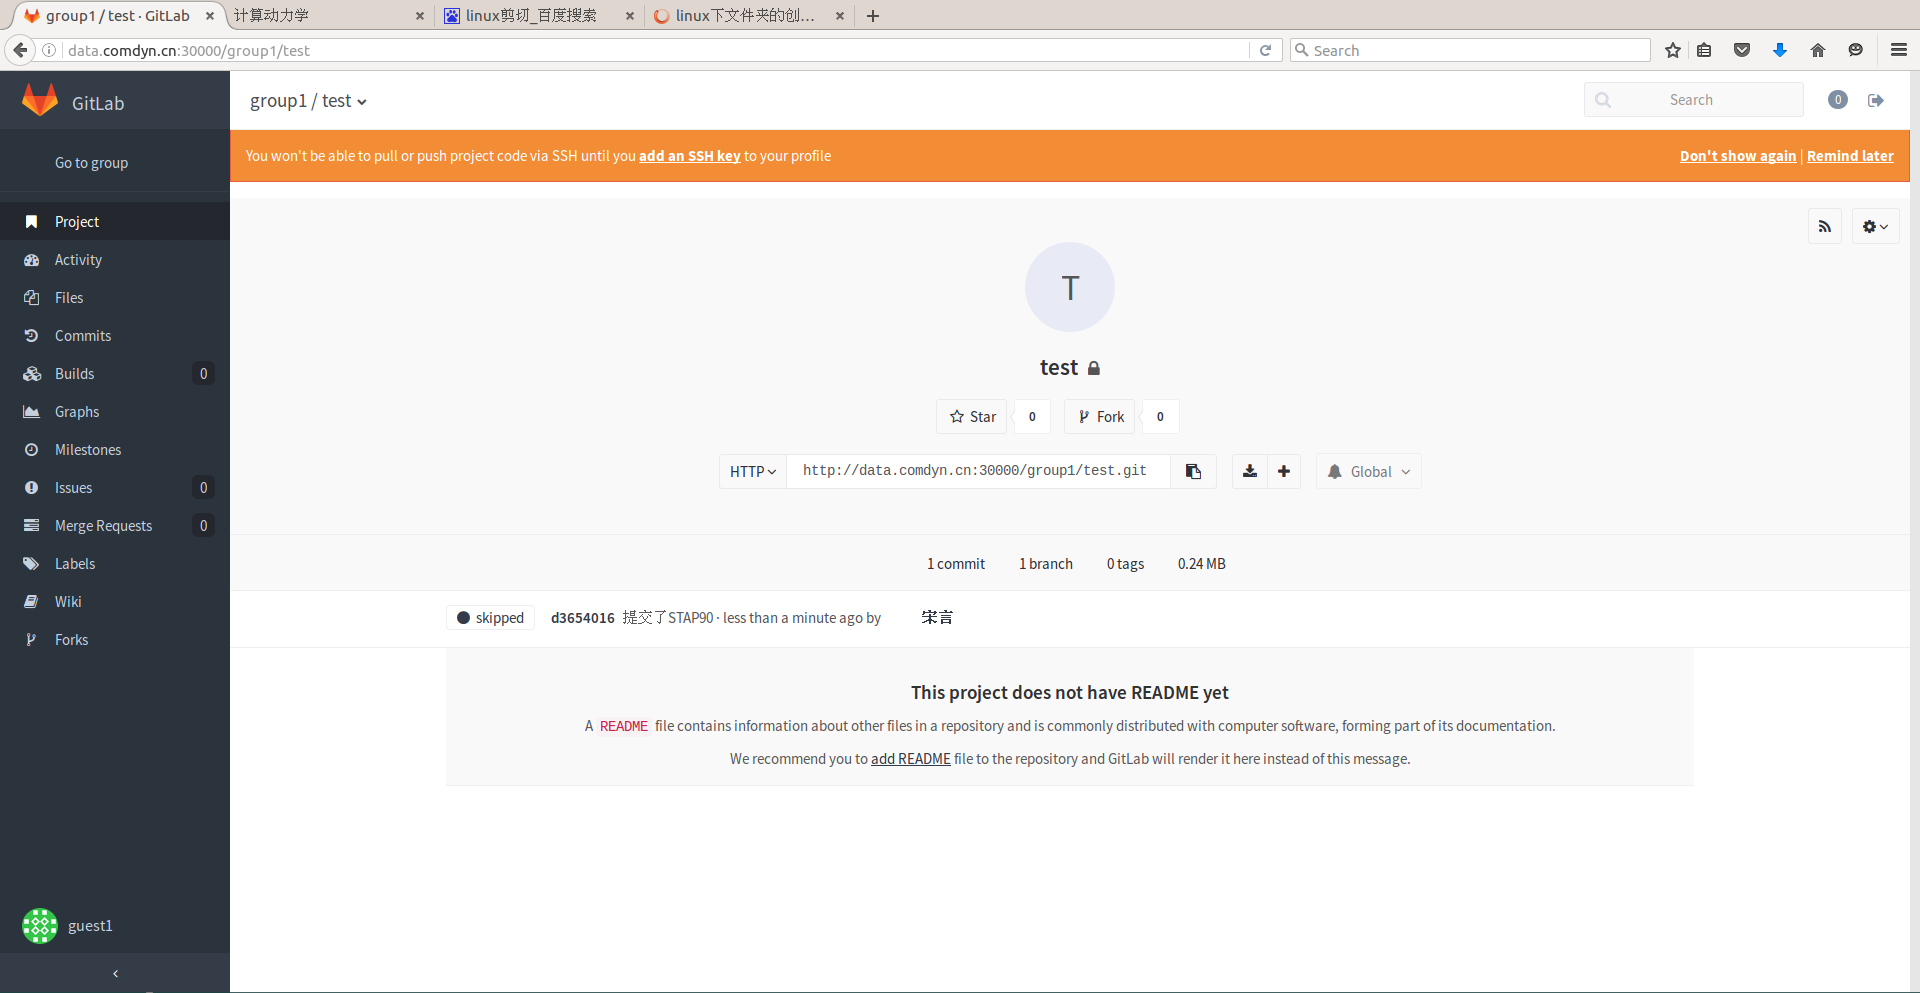 group1 / test · GitLab
计算动力学
linux剪切_百度搜索
linux下文件夹的创...
data.comdyn.cn:30000/group1/test
Search
GitLab
group1 / test
Search
0
Go to group
You won't be able to pull or push project code via SSH until you add an SSH key to your profile
Don't show again | Remind later
Project
Activity
Files
Commits
Builds 0
Graphs
Milestones
Issues 0
Merge Requests 0
Labels
Wiki
Forks
T
test
Star 0
Fork 0
HTTP
http://data.comdyn.cn:30000/group1/test.git
Global
1 commit
1 branch
0 tags
0.24 MB
skipped
d3654016 提交了STAP90 · less than a minute ago by 宋言
This project does not have README yet
A README file contains information about other files in a repository and is commonly distributed with computer software, forming part of its documentation.
We recommend you to add README file to the repository and GitLab will render it here instead of this message.
guest1